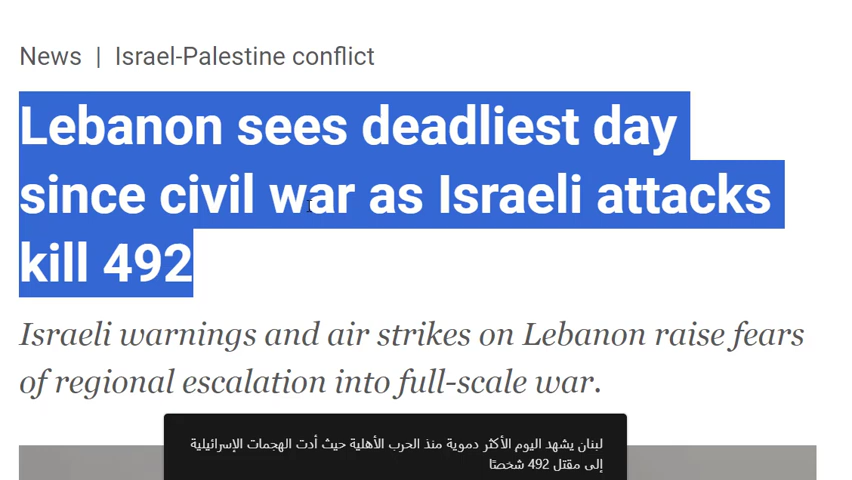 News | Israel-Palestine conflict
Lebanon sees deadliest day
since civil war as Israeli attacks
kill 492
Israeli warnings and air strikes on Lebanon raise fears
of regional escalation into full-scale war.
لبنان يشهد اليوم الأكثر دموية منذ الحرب الأهلية حيث أدت الهجمات الإسرائيلية
إلى مقتل 492 شخصًا